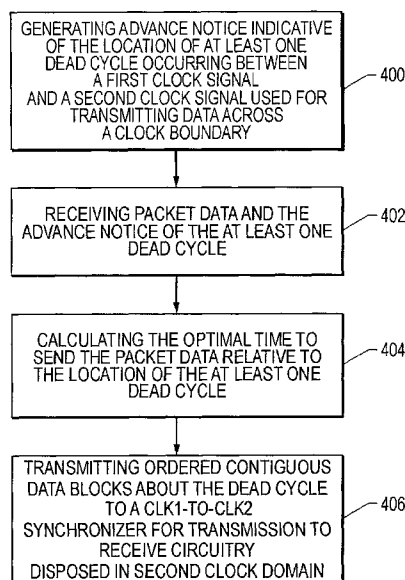 GENERATING ADVANCE NOTICE INDICATIVE
OF THE LOCATION OF AT LEAST ONE
DEAD CYCLE OCCURRING BETWEEN
A FIRST CLOCK SIGNAL
AND A SECOND CLOCK SIGNAL USED FOR
TRANSMITTING DATA ACROSS
A CLOCK BOUNDARY
400
RECEIVING PACKET DATA AND THE
ADVANCE NOTICE OF THE AT LEAST ONE
DEAD CYCLE
402
CALCULATING THE OPTIMAL TIME TO
SEND THE PACKET DATA RELATIVE TO
THE LOCATION OF THE AT LEAST ONE
DEAD CYCLE
404
TRANSMITTING ORDERED CONTIGUOUS
DATA BLOCKS ABOUT THE DEAD CYCLE
TO A CLK1-TO-CLK2
SYNCHRONIZER FOR TRANSMISSION TO
RECEIVE CIRCUITRY
DISPOSED IN SECOND CLOCK DOMAIN
406